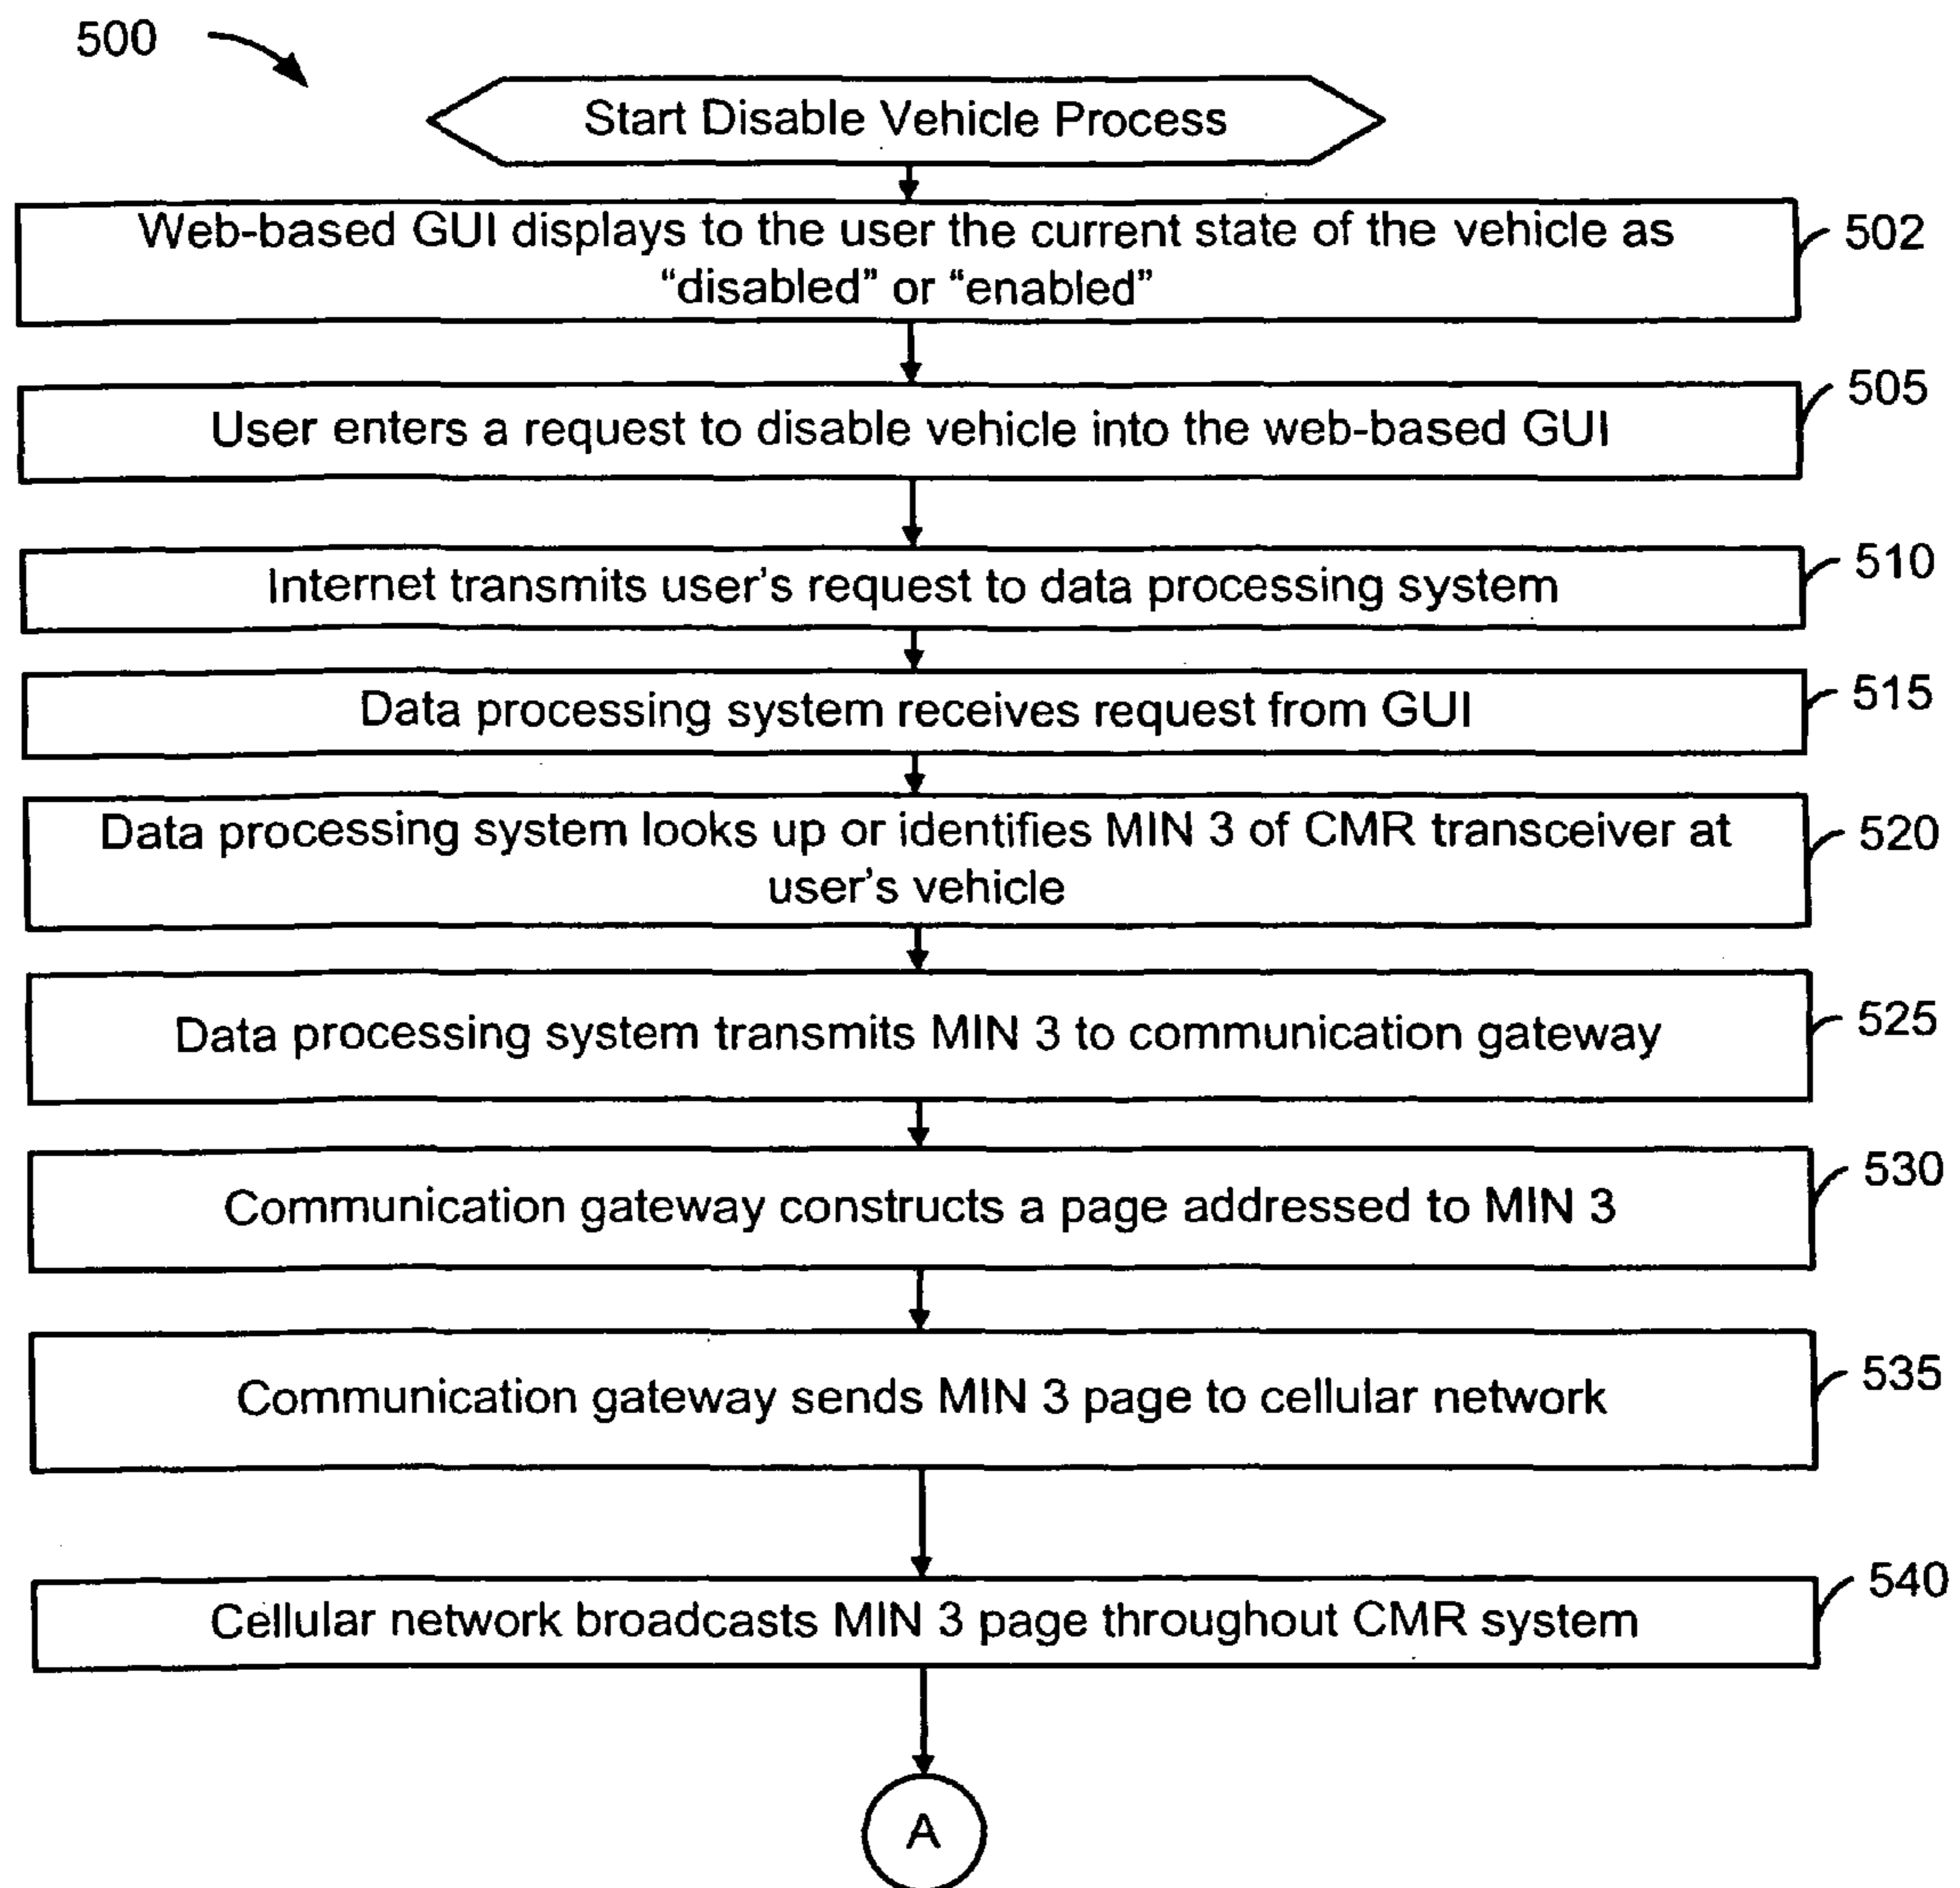 500
Start Disable Vehicle Process
Web-based GUI displays to the user the current state of the vehicle as
“disabled” or “enabled”
502
User enters a request to disable vehicle into the web-based GUI
505
Internet transmits user’s request to data processing system
510
Data processing system receives request from GUI
515
Data processing system looks up or identifies MIN 3 of CMR transceiver at
user’s vehicle
520
Data processing system transmits MIN 3 to communication gateway
525
Communication gateway constructs a page addressed to MIN 3
530
Communication gateway sends MIN 3 page to cellular network
535
Cellular network broadcasts MIN 3 page throughout CMR system
540
A